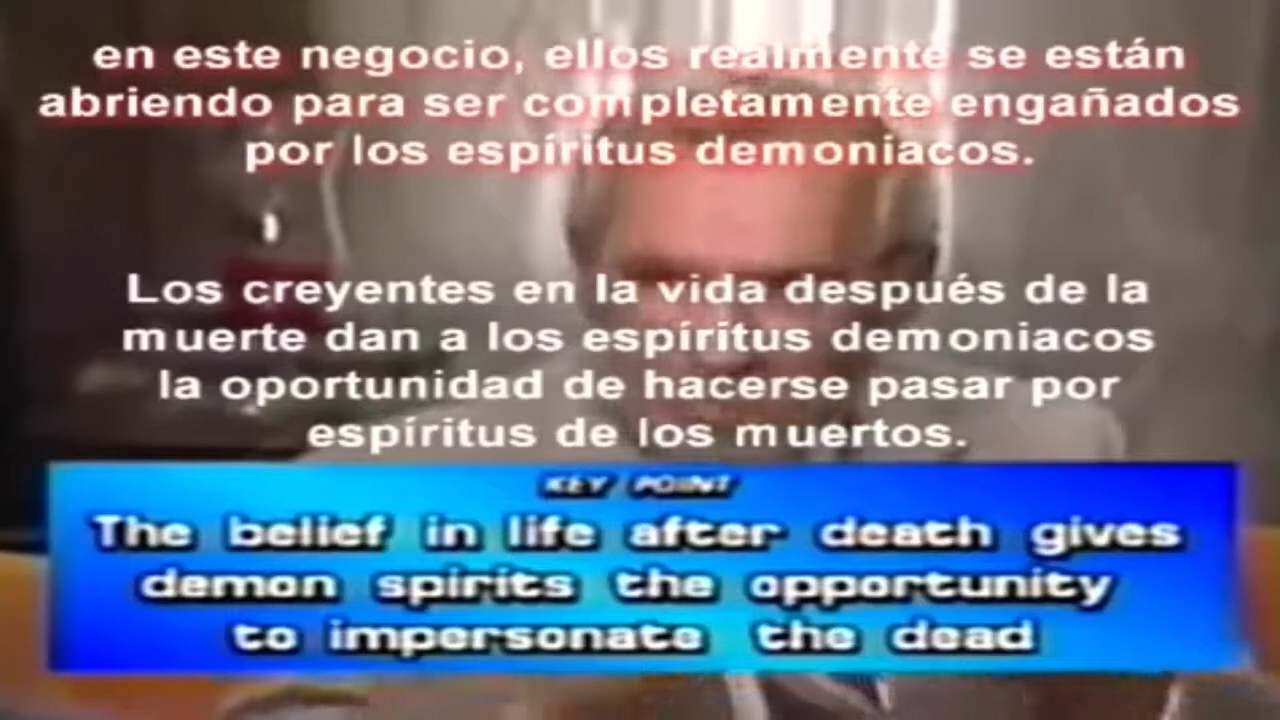 en este negocio, ellos realmente se están
abriendo para ser completamente engañados
por los espíritus demoniacos.
Los creyentes en la vida después de la
muerte dan a los espíritus demoniacos
la oportunidad de hacerse pasar por
espíritus de los muertos.
KEY POINT
The belief in life after death gives
demon spirits the opportunity
to impersonate the dead